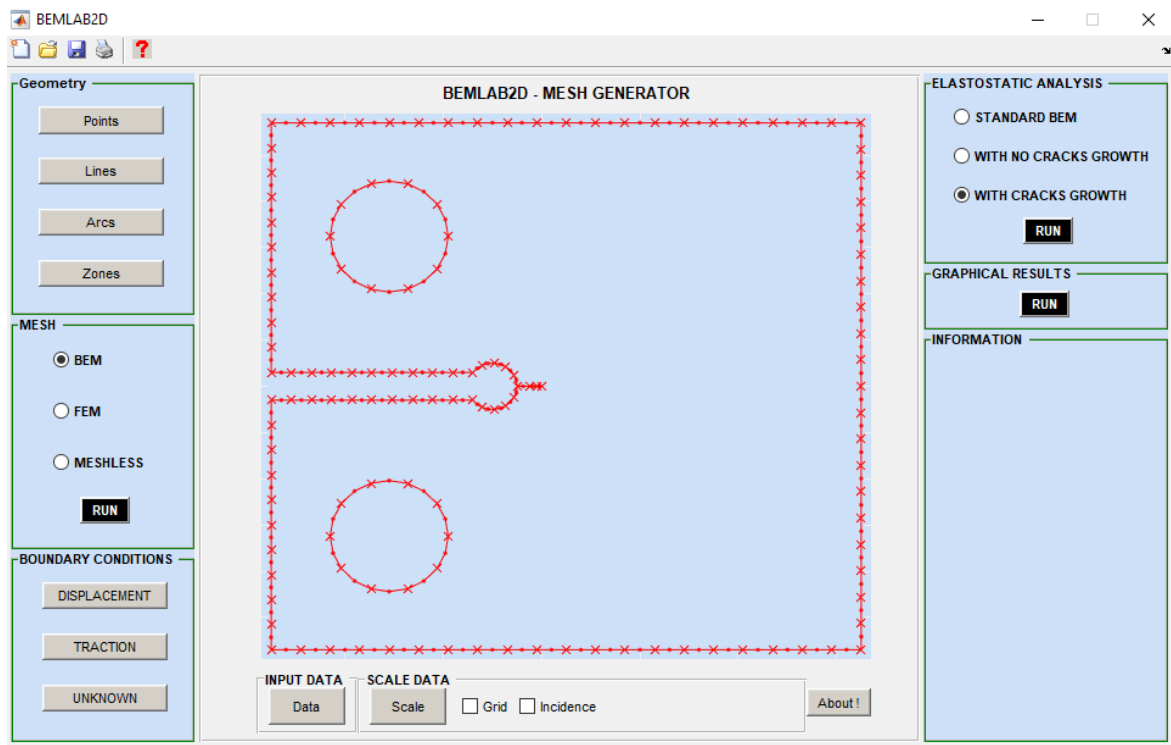 BEMLAB2D
Geometry
Points
Lines
Arcs
Zones
MESH
BEM
FEM
MESHLESS
RUN
BOUNDARY CONDITIONS
DISPLACEMENT
TRACTION
UNKNOWN
BEMLAB2D - MESH GENERATOR
INPUT DATA
Data
SCALE DATA
Scale
Grid
Incidence
About !
ELASTOSTATIC ANALYSIS
STANDARD BEM
WITH NO CRACKS GROWTH
WITH CRACKS GROWTH
RUN
GRAPHICAL RESULTS
RUN
INFORMATION